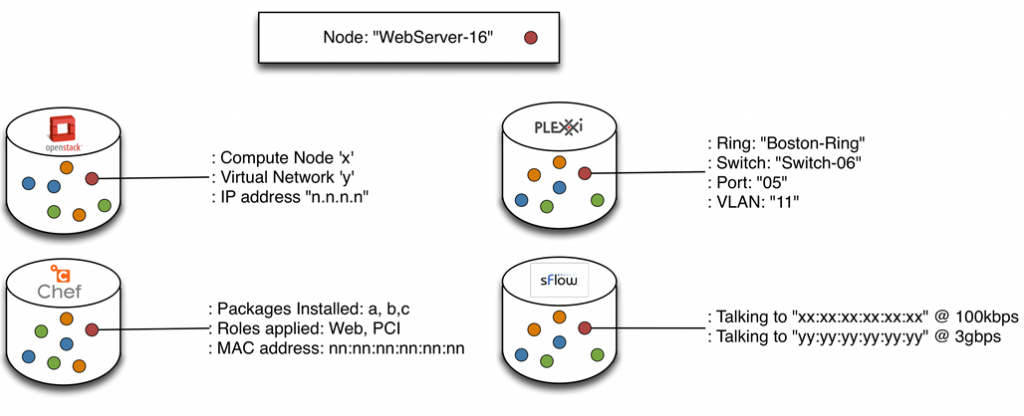 Node: "WebServer-16"
openstack
: Compute Node 'x'
: Virtual Network 'y'
: IP address "n.n.n.n"
PLEXXi
: Ring: "Boston-Ring"
: Switch: "Switch-06"
: Port: "05"
: VLAN: "11"
Chef
: Packages Installed: a, b,c
: Roles applied: Web, PCI
: MAC address: nn:nn:nn:nn:nn:nn
sFlow
: Talking to "xx:xx:xx:xx:xx:xx" @ 100kbps
: Talking to "yy:yy:yy:yy:yy:yy" @ 3gbps